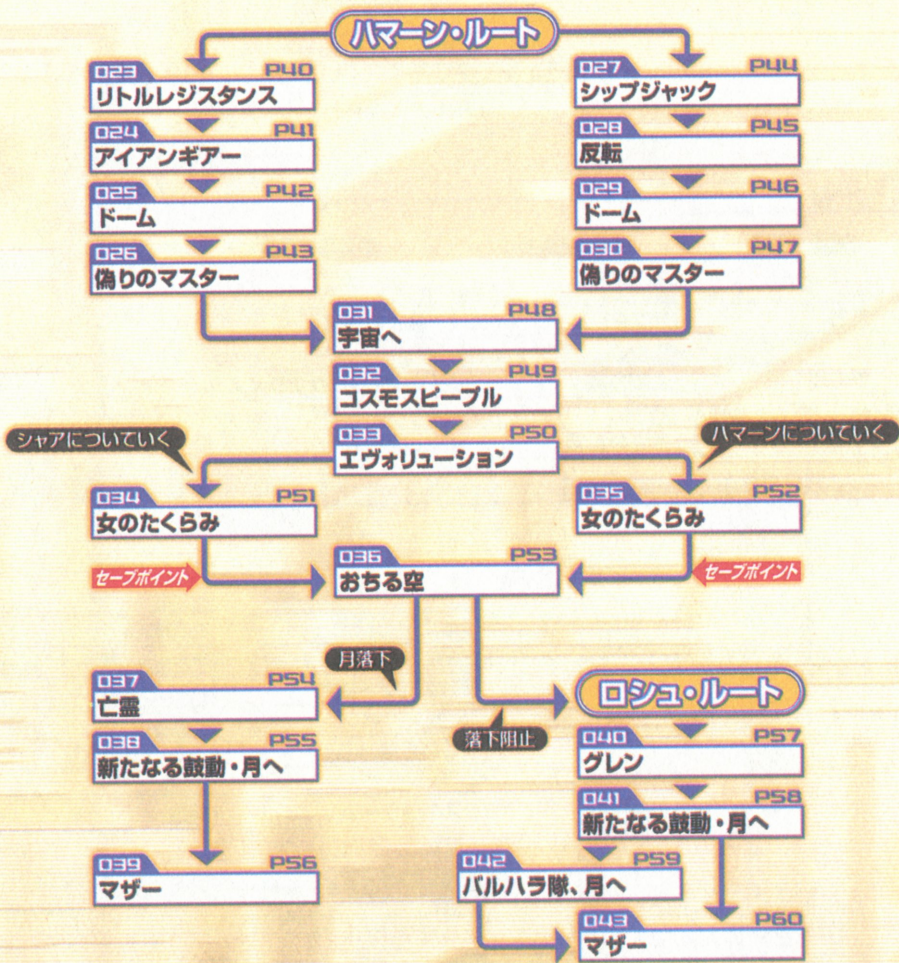 ハマーン・ルート
023 P40
リトルレジスタンス
024 P41
アイアンギアー
025 P42
ドーム
026 P43
偽りのマスター
027 P44
シップジャック
028 P45
反転
029 P46
ドーム
030 P47
偽りのマスター
031 P48
宇宙へ
032 P49
コスモスピープル
033 P50
エヴォリューション
シャアについていく
ハマーンについていく
034 P51
女のたくらみ
セーブポイント
035 P52
女のたくらみ
セーブポイント
036 P53
おちる空
月落下
落下阻止
037 P54
亡霊
038 P55
新たなる鼓動・月へ
039 P56
マザー
ロシュ・ルート
040 P57
グレン
041 P58
新たなる鼓動・月へ
042 P59
バルハラ隊、月へ
043 P60
マザー